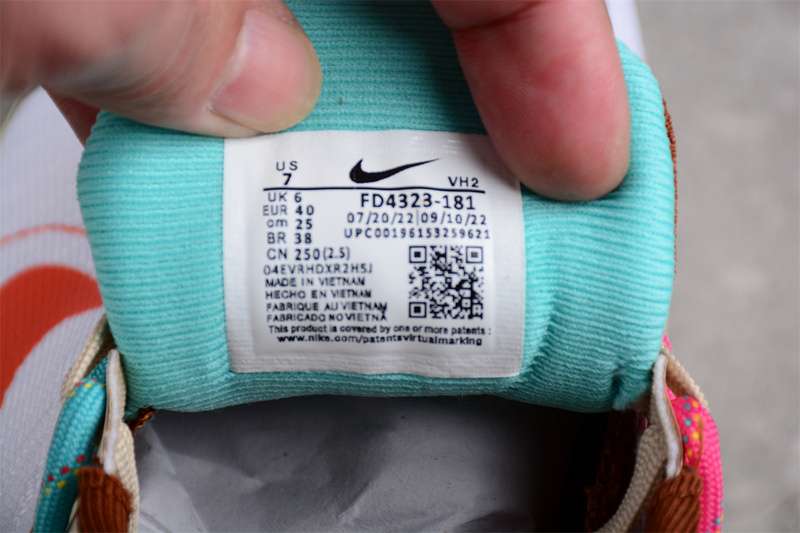 US
7
VH2
UK 6
FD4323-181
EUR 40
07/20/22|09/10/22
cm 25
UPC00196153259621
BR 38
CN 250(2.5)
04EVRHDXR2H5J
MADE IN VIETNAM
HECHO EN VIETNAM
FABRIQUE AU VIETNAM
FABRICADO NO VIETNA
This product is covered by one or more patents :
www.nike.com/patentsvirtualmarking